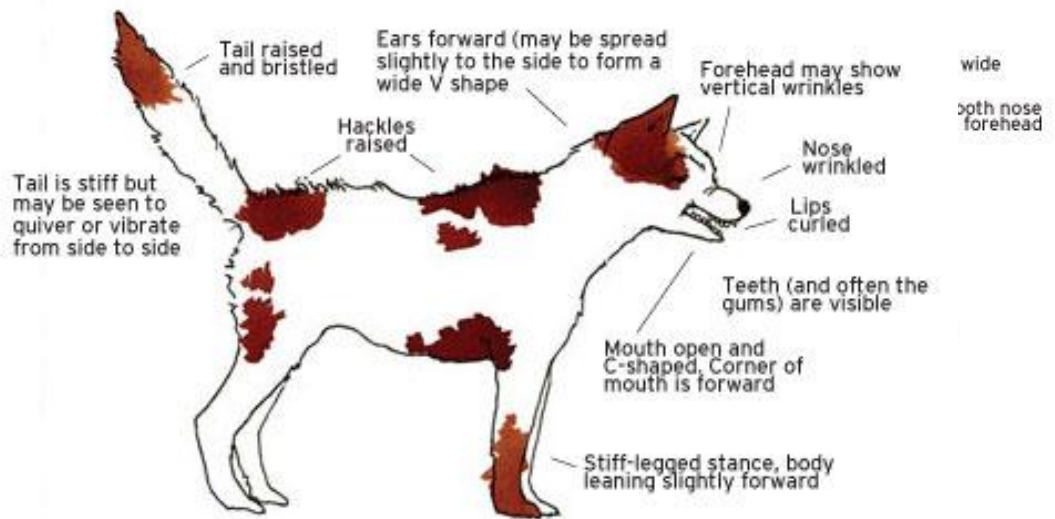 Tail raised
and bristled
Ears forward (may be spread
slightly to the side to form a
wide V shape
Forehead may show
vertical wrinkles
wide
nose
forehead
Hackles
raised
Nose
wrinkled
Tail is stiff but
may be seen to
quiver or vibrate
from side to side
Lips
curled
Teeth (and often the
gums) are visible
Mouth open and
C-shaped. Corner of
mouth is forward
Stiff-legged stance, body
leaning slightly forward